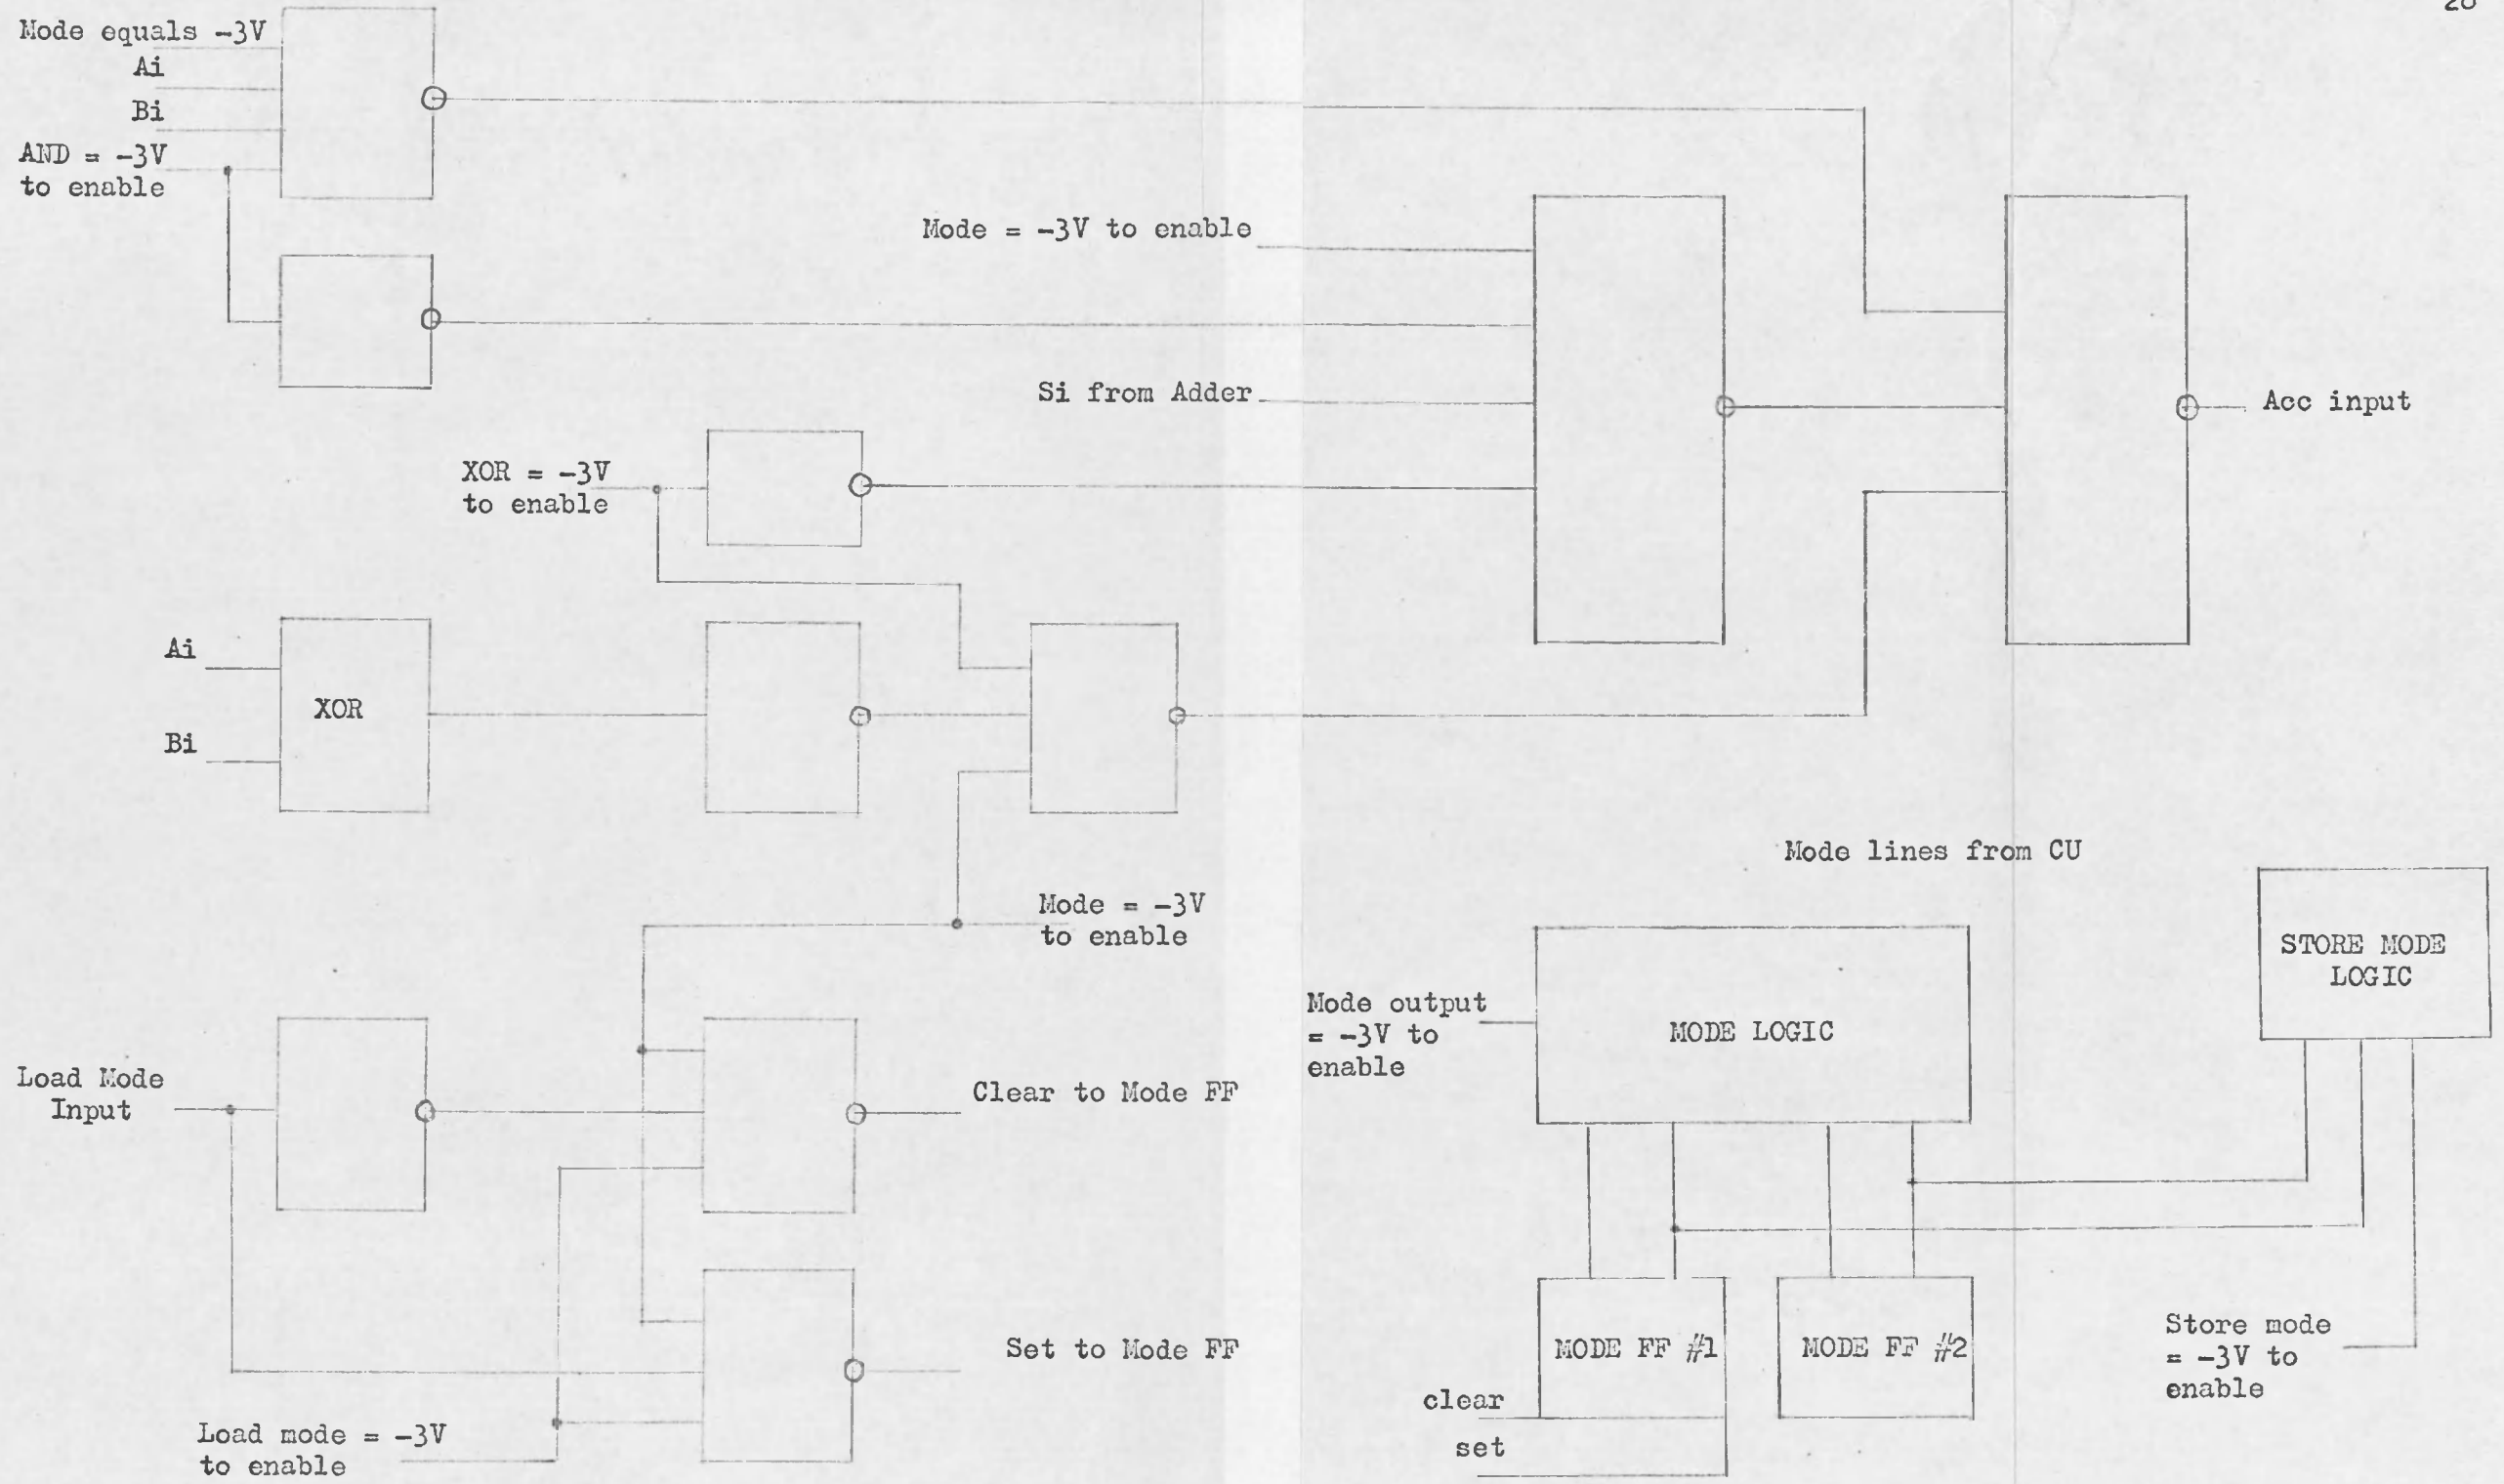 Mode equals -3V
Ai
Bi
AND = -3V
to enable
Mode = -3V to enable
Si from Adder
Acc input
XOR = -3V
to enable
Ai
XOR
Bi
Mode = -3V
to enable
Load Mode
Input
Clear to Mode FF
Set to Mode FF
Load mode = -3V
to enable
Mode lines from CU
STORE MODE
LOGIC
Mode output
= -3V to
enable
MODE LOGIC
MODE FF #1
MODE FF #2
clear
set
Store mode
= -3V to
enable